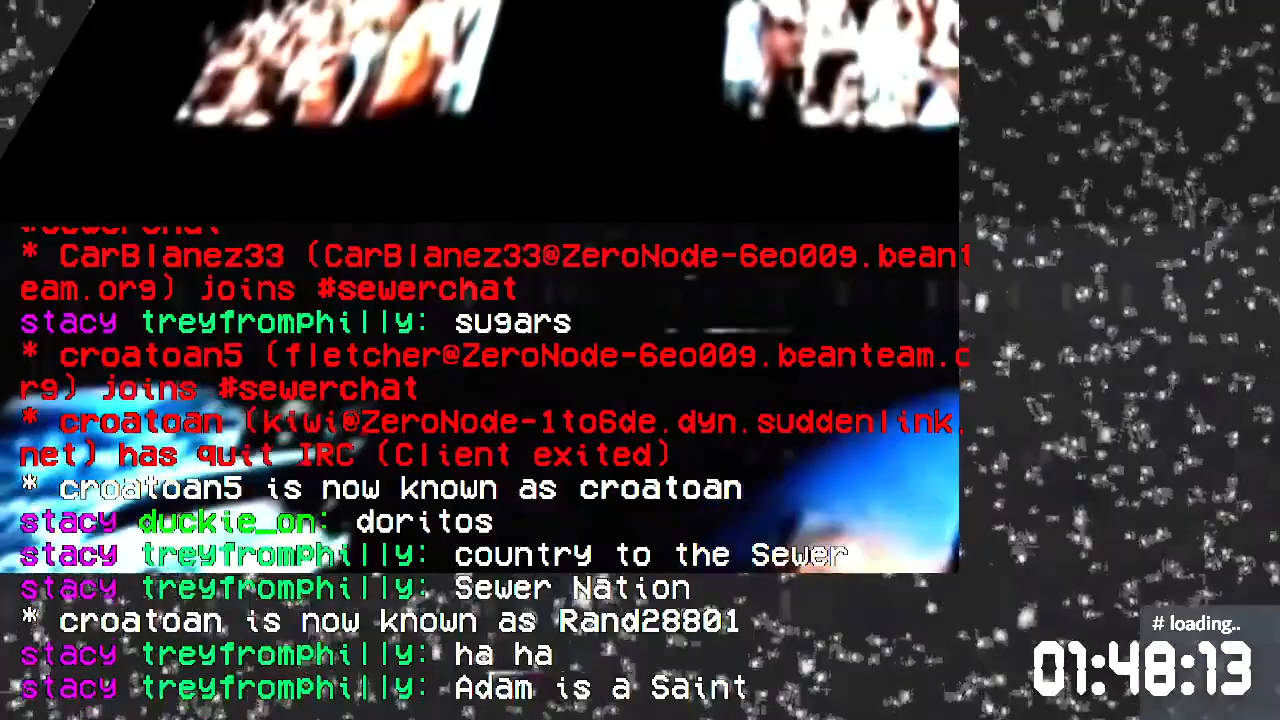 #sewerchat
* CarBlanez33 (CarBlanez33@ZeroNode-6eo009.beant
eam.org) joins #sewerchat
stacy treyfromphilly: sugars
* croatoan5 (fletcher@ZeroNode-6eo009.beanteam.o
rg) joins #sewerchat
* croatoan (kiwi@ZeroNode-1to6de.dyn.suddenlink.
net) has quit IRC (Client exited)
* croatoan5 is now known as croatoan
stacy duckie_on: doritos
stacy treyfromphilly: country to the Sewer
stacy treyfromphilly: Sewer Nation
* croatoan is now known as Rand28801
stacy treyfromphilly: ha ha
stacy treyfromphilly: Adam is a Saint
# loading..
01:48:13